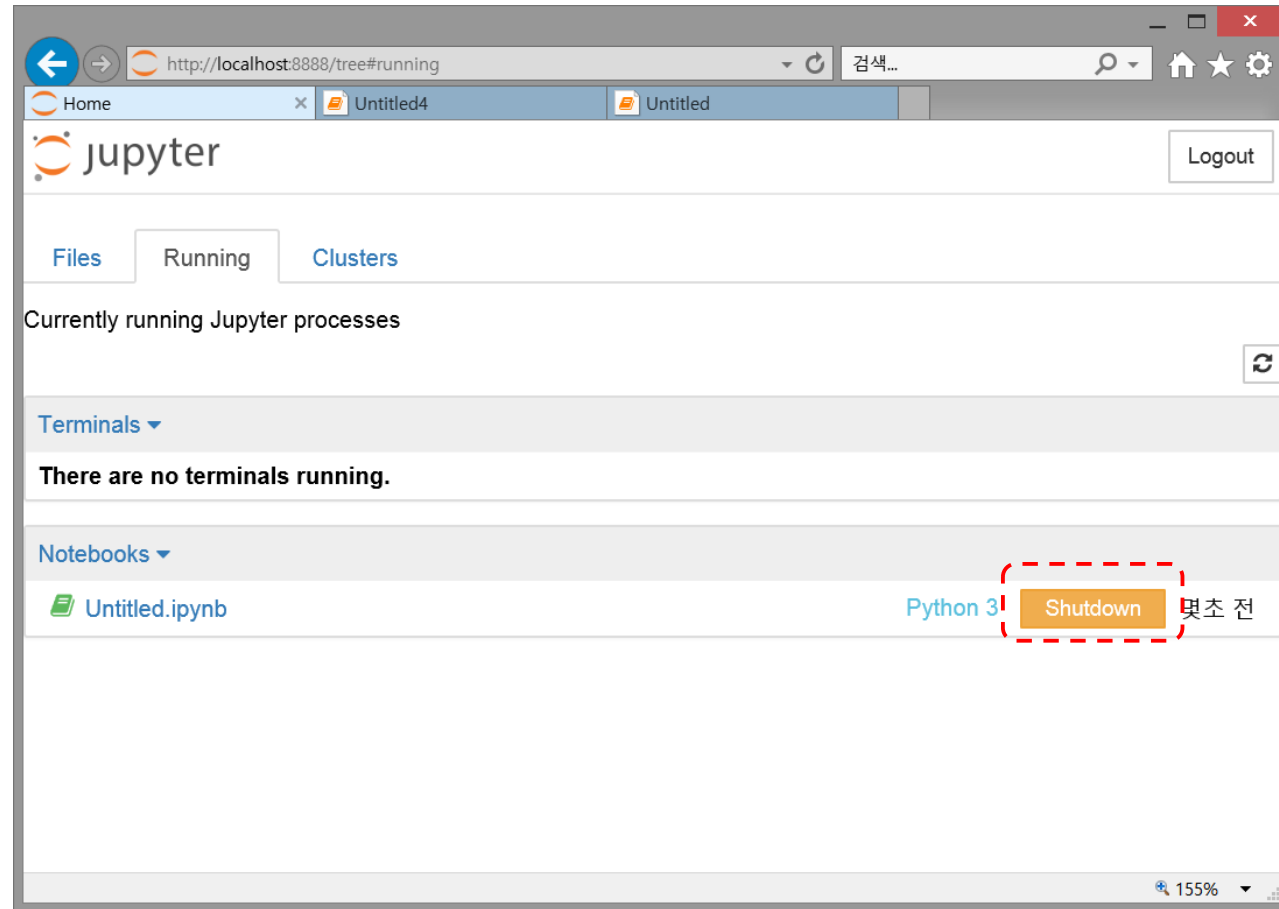 http://localhost:8888/tree#running 검색...
Home Untitled4 Untitled
jupyter Logout
Files Running Clusters
Currently running Jupyter processes
Terminals
There are no terminals running.
Notebooks
Untitled.ipynb Python 3 Shutdown 몇초 전
155%